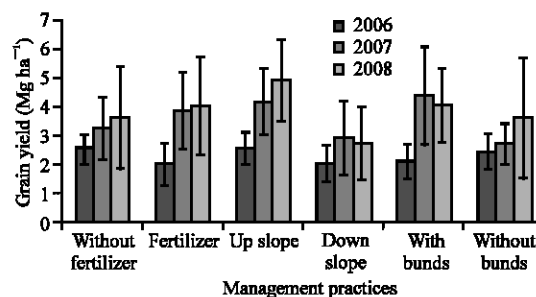 2006
2007
2008
Grain yield (Mg ha⁻¹)
7
6
5
4
3
2
1
0
Without fertilizer
Fertilizer
Up slope
Down slope
With bunds
Without bunds
Management practices